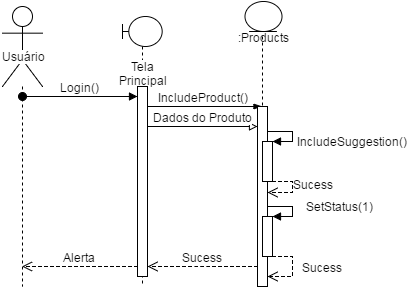 Usuário
Tela
Principal
:Products
Login()
IncludeProduct()
Dados do Produto
IncludeSuggestion()
Sucess
SetStatus(1)
Alerta
Sucess
Sucess